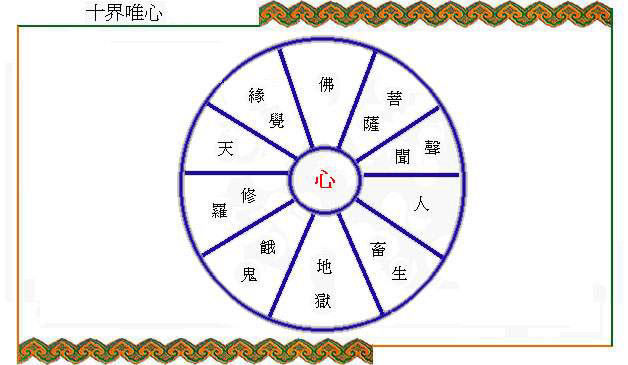 十界唯心
佛
菩薩
聲聞
人
畜生
地獄
餓鬼
修羅
天
緣覺
心